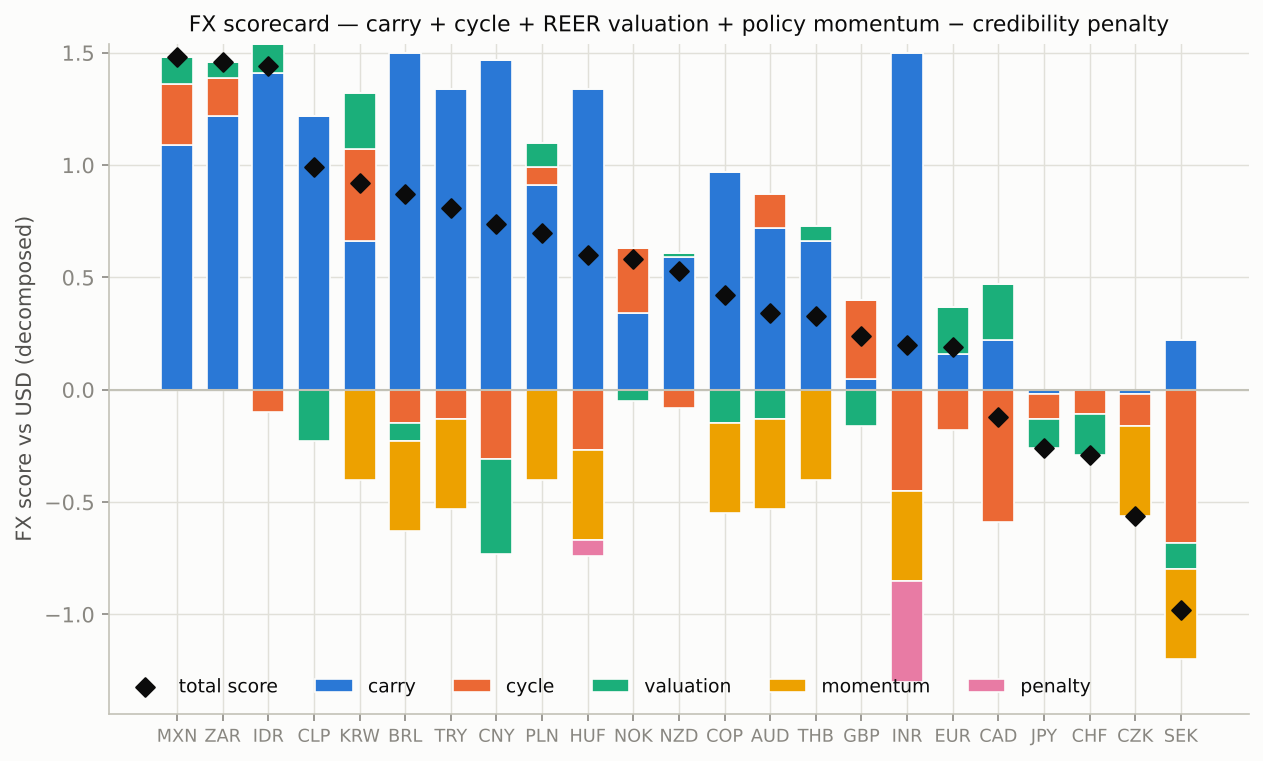 FX scorecard — carry + cycle + REER valuation + policy momentum − credibility penalty
FX score vs USD (decomposed)
1.5
1.0
0.5
0.0
−0.5
−1.0
total score
carry
cycle
valuation
momentum
penalty
MXN ZAR IDR CLP KRW BRL TRY CNY PLN HUF NOK NZD COP AUD THB GBP INR EUR CAD JPY CHF CZK SEK